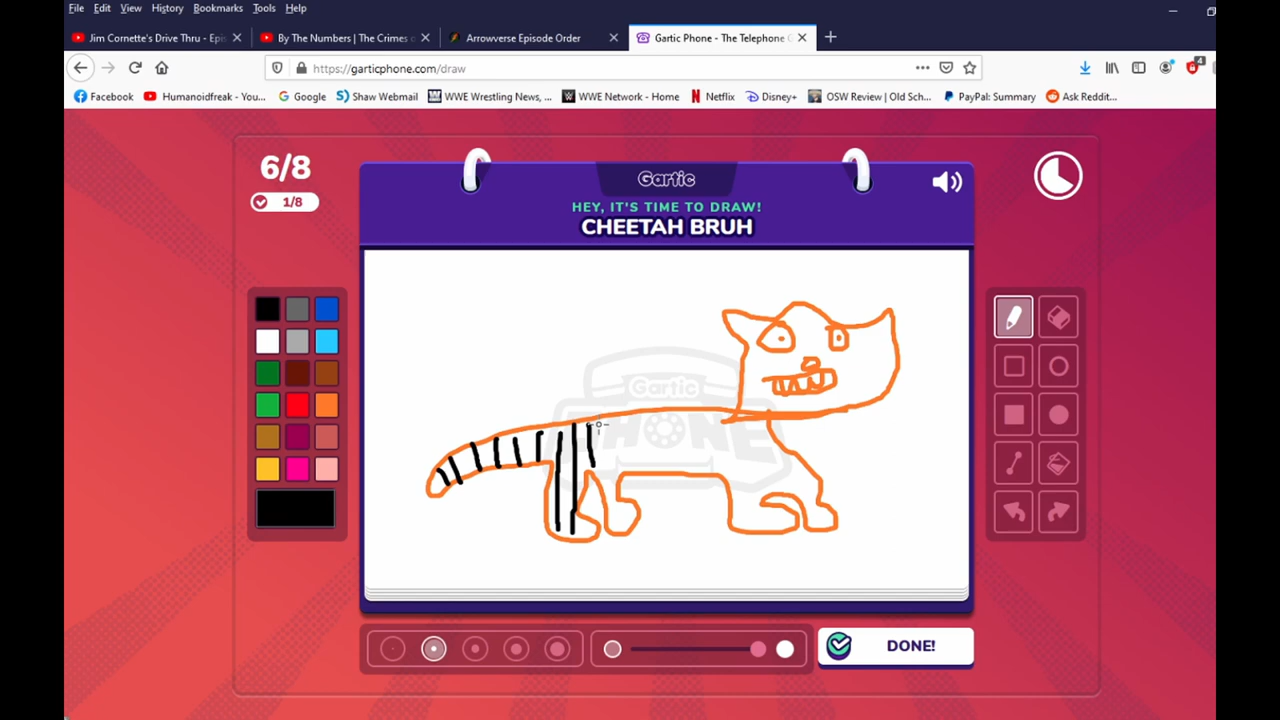 File Edit View History Bookmarks Tools Help
Jim Cornette's Drive Thru - Epi
By The Numbers | The Crimes
Arrowverse Episode Order
Gartic Phone - The Telephone G
https://garticphone.com/draw
4
Facebook Humanoidfreak - You... Google Shaw Webmail WWE Wrestling News, ... WWE Network - Home Netflix Disney+ OSW Review | Old Sch... PayPal: Summary Ask Reddit...
6/8
1/8
Gartic
HEY, IT'S TIME TO DRAW!
CHEETAH BRUH
Gartic
PHONE
DONE!